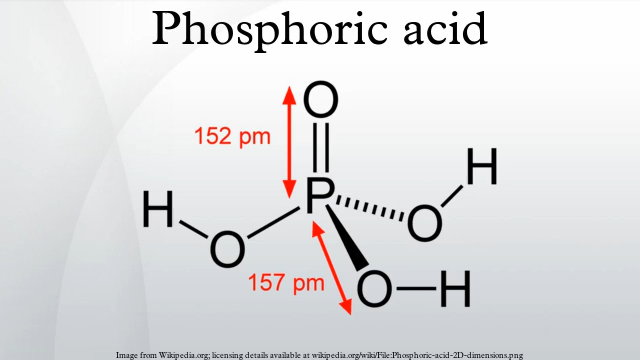 Phosphoric acid
O
152 pm
H
P
H
O
O
157 pm
O
H
Image from Wikipedia.org; licensing details available at wikipedia.org/wiki/File:Phosphoric-acid-2D-dimensions.png